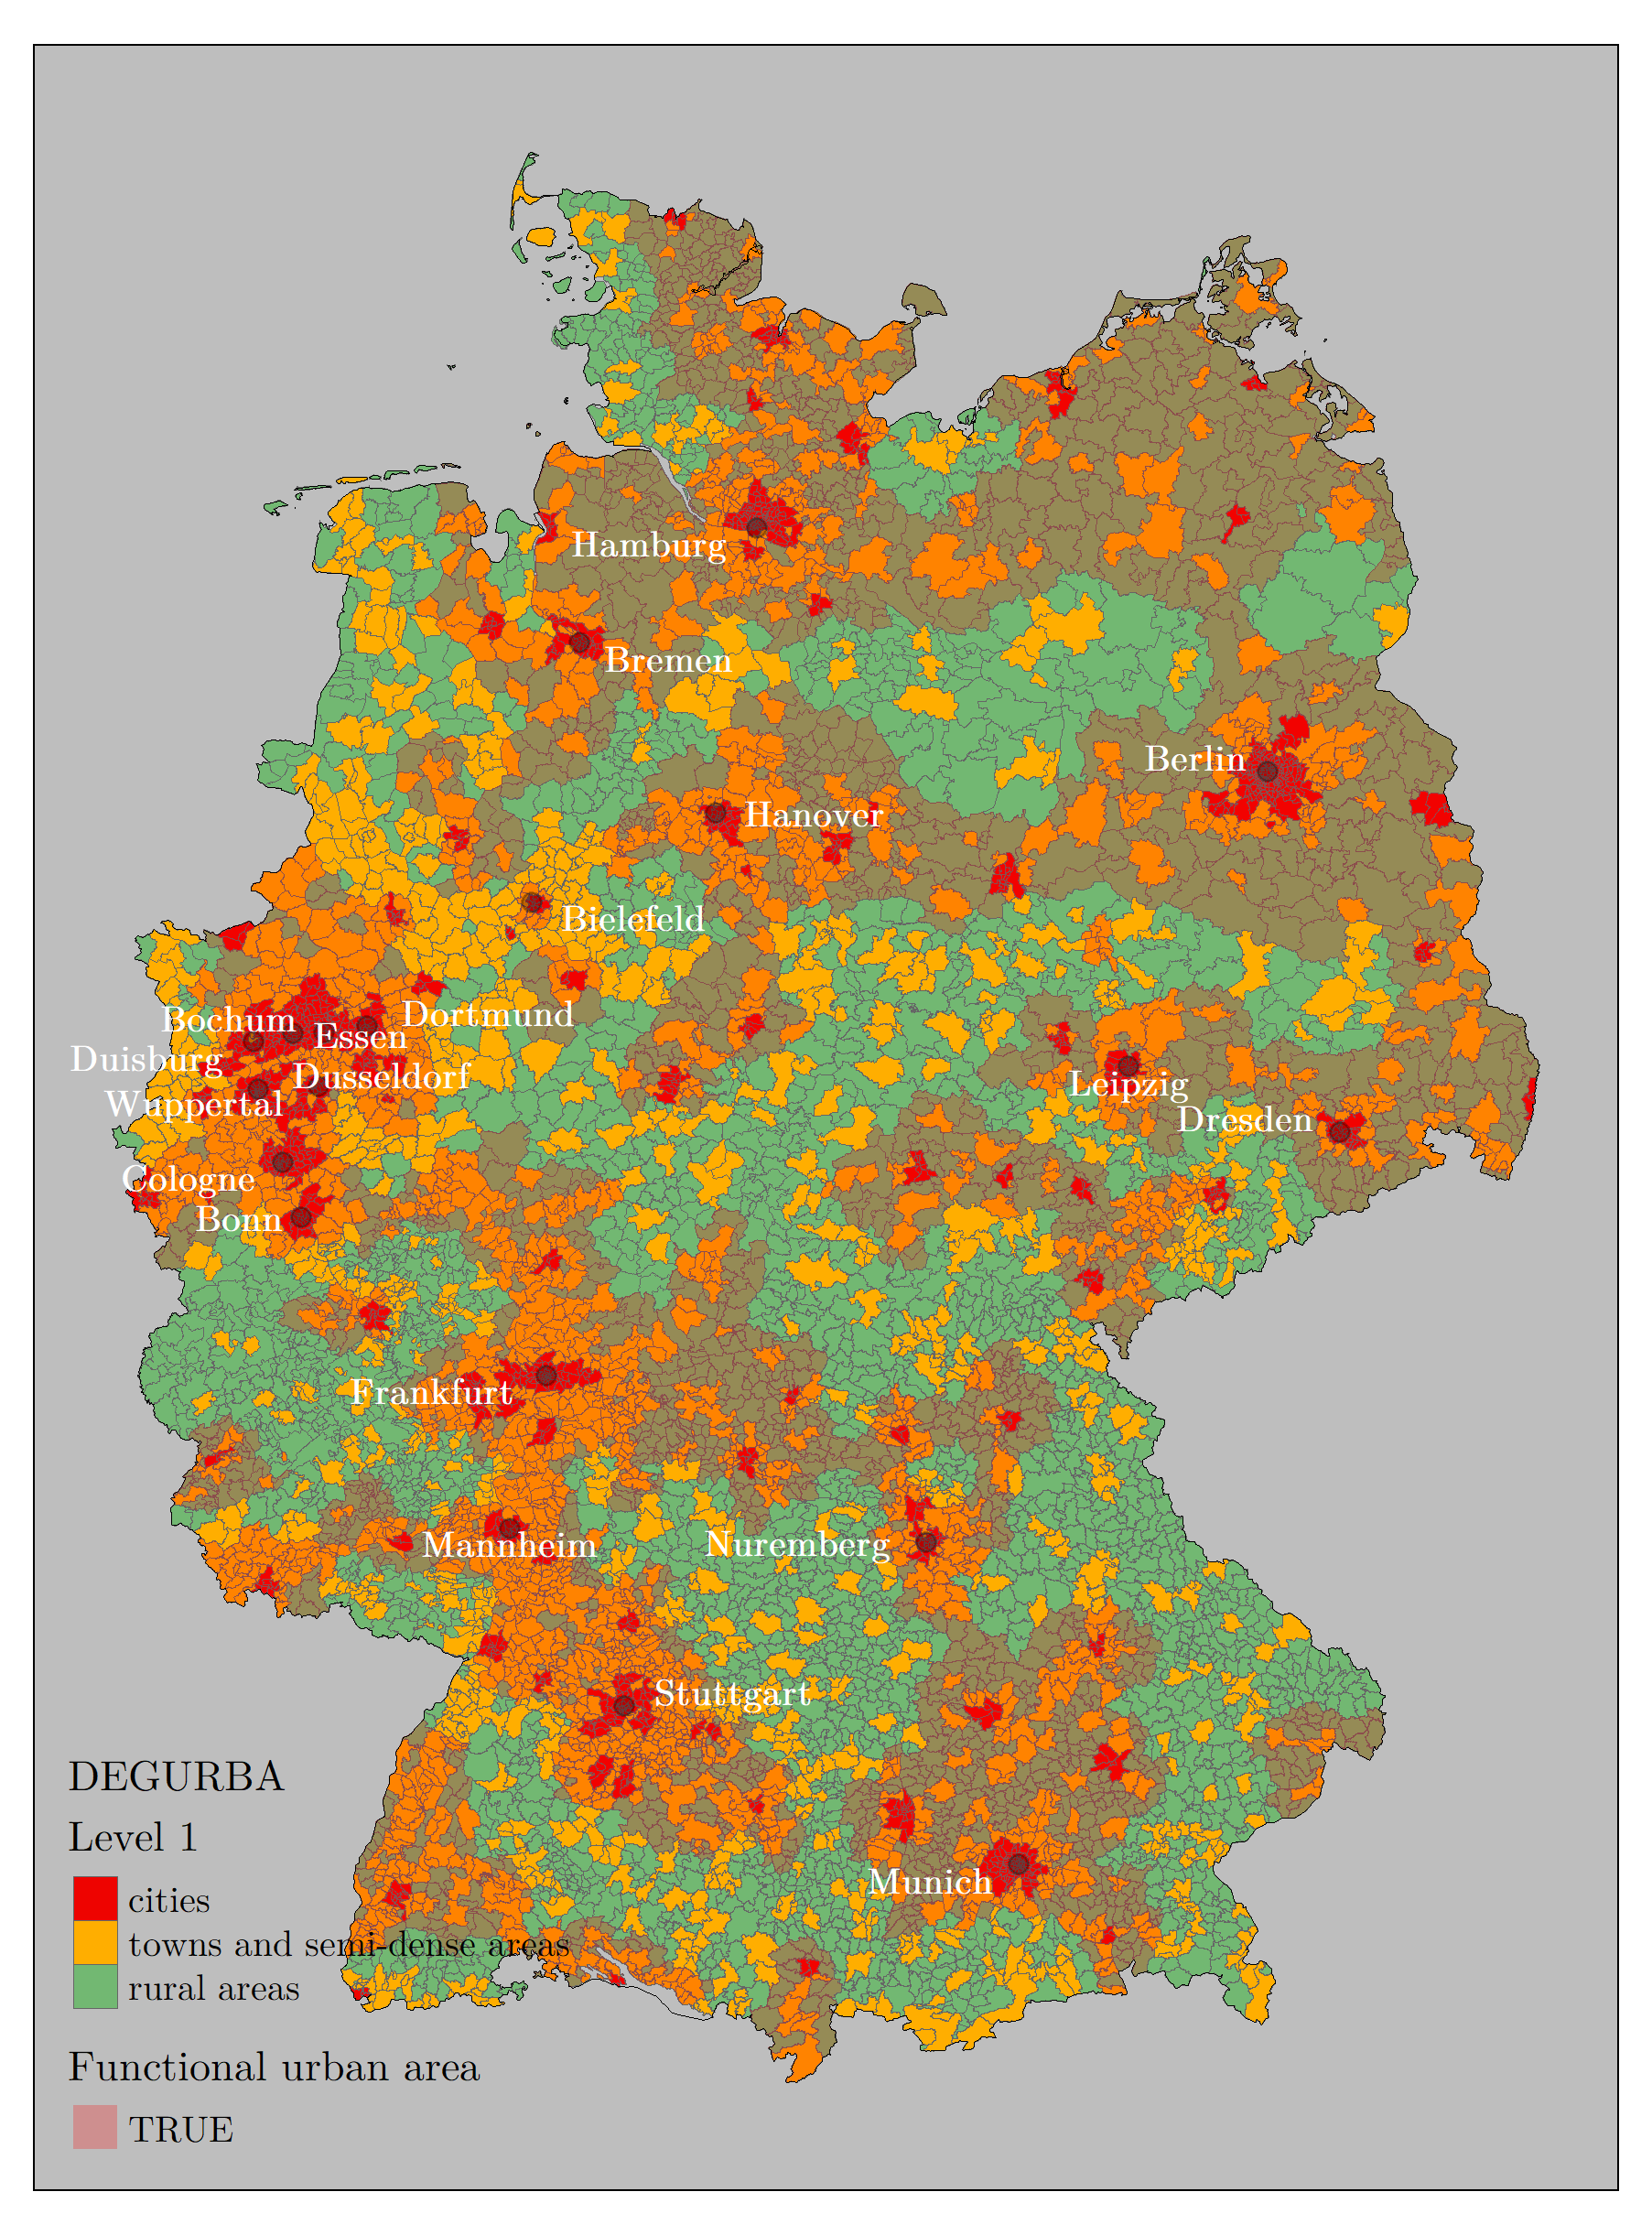 Hamburg
Bremen
Berlin
Hanover
Bielefeld
Dortmund
Bochum
Essen
Duisburg
Dusseldorf
Wuppertal
Leipzig
Dresden
Cologne
Bonn
Frankfurt
Mannheim
Nuremberg
Stuttgart
Munich
DEGURBA
Level 1
cities
towns and semi-dense areas
rural areas
Functional urban area
TRUE